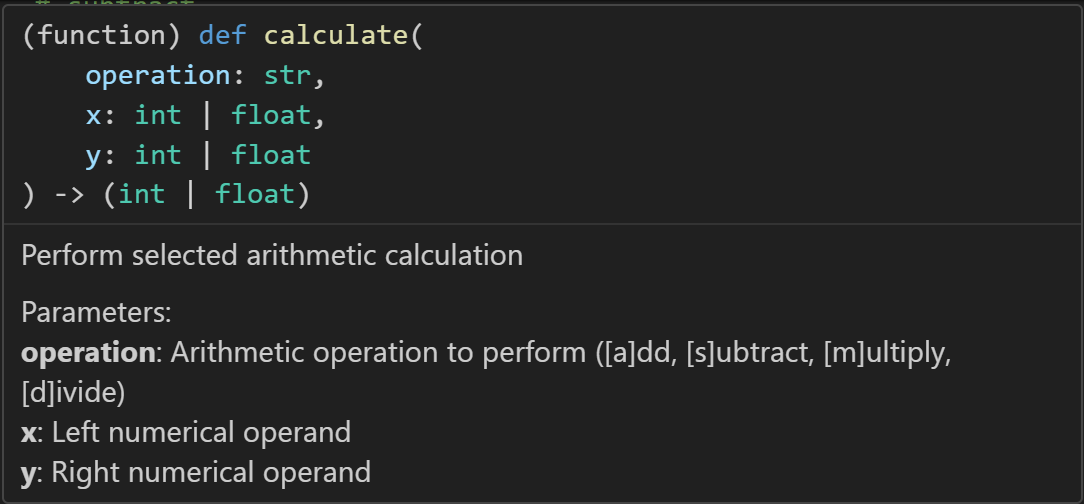 # subtract
(function) def calculate(
    operation: str,
    x: int | float,
    y: int | float
) -> (int | float)
Perform selected arithmetic calculation
Parameters:
operation: Arithmetic operation to perform ([a]dd, [s]ubtract, [m]ultiply,
[d]ivide)
x: Left numerical operand
y: Right numerical operand